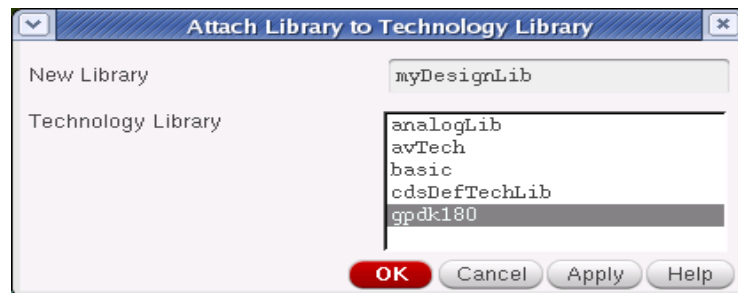 Attach Library to Technology Library
New Library myDesignLib
Technology Library analogLib
avTech
basic
cdsDefTechLib
gpdk180
OK Cancel Apply Help